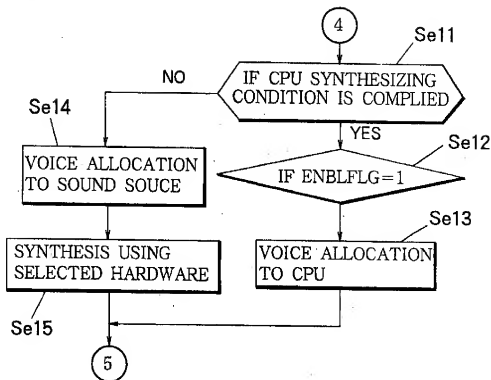 4
Se11
NO
IF CPU SYNTHESIZING
CONDITION IS COMPLIED
Se14
YES
Se12
VOICE ALLOCATION
TO SOUND SOUCE
IF ENBLFLG=1
Se13
SYNTHESIS USING
SELECTED HARDWARE
VOICE ALLOCATION
TO CPU
Se15
5